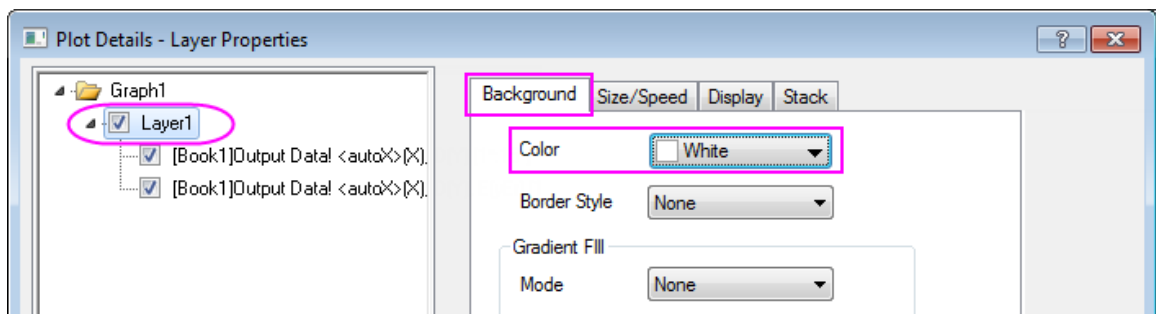 Plot Details - Layer Properties
?
Graph1
Layer1
[Book1]Output Data! <autoX>(X).
[Book1]Output Data! <autoX>(X).
Background Size/Speed Display Stack
Color White
Border Style None
Gradient FIll
Mode None